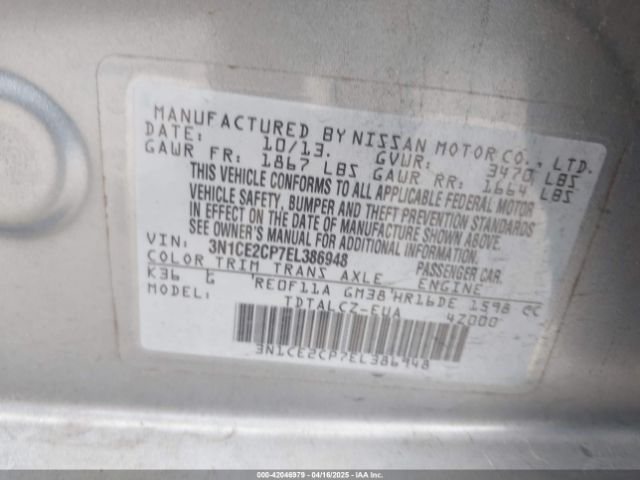 MANUFACTURED BY NISSAN MOTOR CO., LTD.
DATE: 10/13. GVWR: 3470 LBS
GAWR FR: 1867 LBS GAWR RR: 1664 LBS
THIS VEHICLE CONFORMS TO ALL APPLICABLE FEDERAL MOTOR
VEHICLE SAFETY, BUMPER AND THEFT PREVENTION STANDARDS
IN EFFECT ON THE DATE OF MANUFACTURE SHOWN ABOVE.
SEE OWNER'S MANUAL FOR ADDITIONAL INFORMATION.
VIN: 3N1CE2CP7EL386948 PASSENGER CAR.
COLOR TRIM TRANS AXLE ENGINE
K36 G RE0F11A GM38 HR16DE 1598 CC
MODEL: TDTALCZ-EUA 4Z000
3N1CE2CP7EL386948
000-42046979 - 04/16/2025 - IAA, Inc.